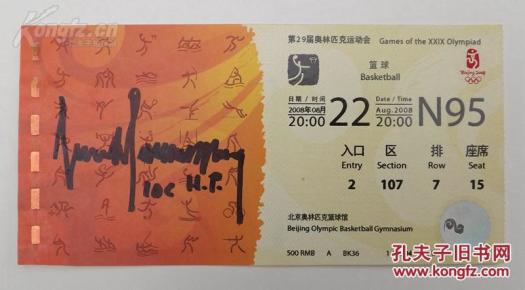 第29届奥林匹克运动会 Games of the XXIX Olympiad
篮球
Basketball
Beijing 2008
日期 / 时间
2008年08月
20:00
22
Date / Time
Aug.2008
20:00
N95
入口 区 排 座席
Entry Section Row Seat
2 107 7 15
IOC H.P.
北京奥林匹克篮球馆
Beijing Olympic Basketball Gymnasium
500 RMB A BK36
孔夫子旧书网
KONGFZ.COM